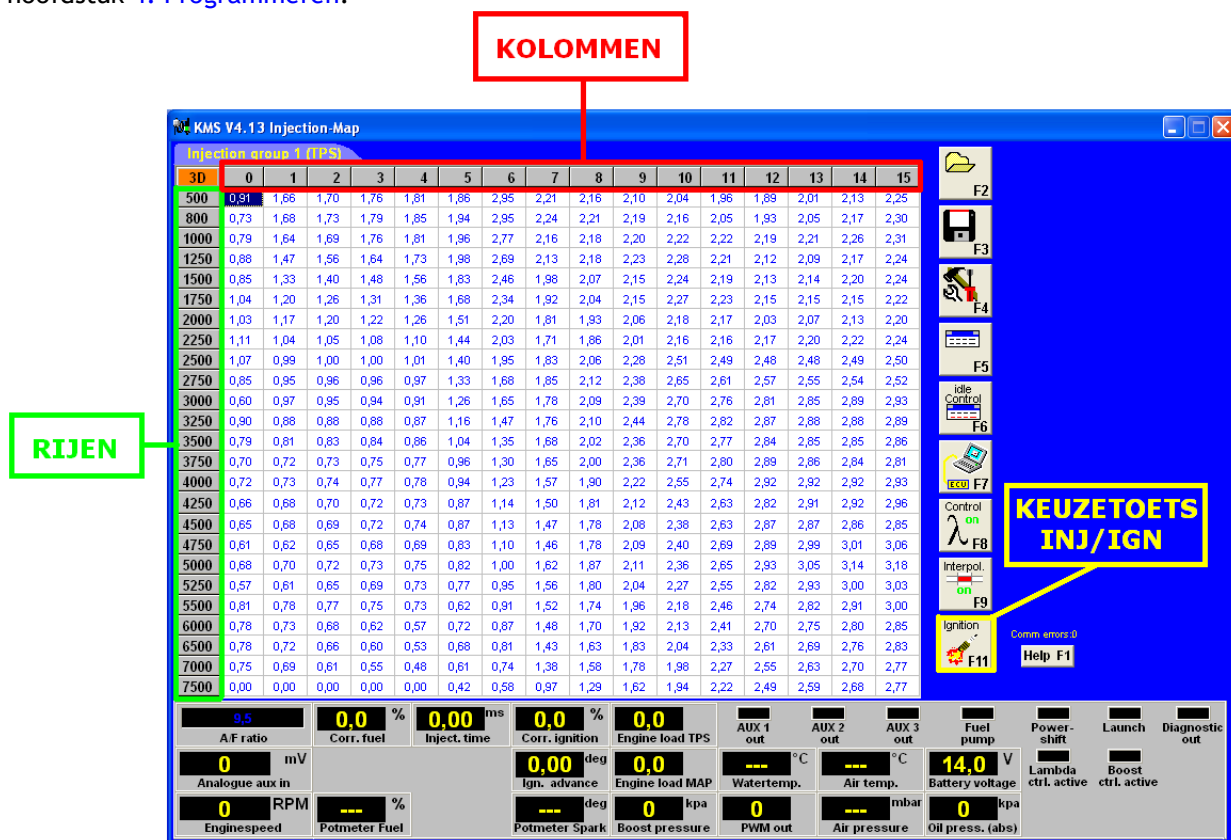 hoofdstuk 4. Programmeren.
KOLOMMEN
KMS V4.13 Injection-Map
Injection group 1 (TPS)
3D 0 1 2 3 4 5 6 7 8 9 10 11 12 13 14 15
500 0,91 1,66 1,70 1,76 1,81 1,86 2,95 2,21 2,16 2,10 2,04 1,96 1,89 2,01 2,13 2,25
800 0,73 1,68 1,73 1,79 1,85 1,94 2,95 2,24 2,21 2,19 2,16 2,05 1,93 2,05 2,17 2,30
1000 0,79 1,64 1,69 1,76 1,81 1,96 2,77 2,16 2,18 2,20 2,22 2,22 2,19 2,21 2,26 2,31
1250 0,88 1,47 1,56 1,64 1,73 1,98 2,69 2,13 2,18 2,23 2,28 2,21 2,12 2,09 2,17 2,24
1500 0,85 1,33 1,40 1,48 1,56 1,83 2,46 1,98 2,07 2,15 2,24 2,19 2,13 2,14 2,20 2,24
1750 1,04 1,20 1,26 1,31 1,36 1,68 2,34 1,92 2,04 2,15 2,27 2,23 2,15 2,15 2,15 2,22
2000 1,03 1,17 1,20 1,22 1,26 1,51 2,20 1,81 1,93 2,06 2,18 2,17 2,03 2,07 2,13 2,20
2250 1,11 1,04 1,05 1,08 1,10 1,44 2,03 1,71 1,86 2,01 2,16 2,16 2,17 2,20 2,22 2,24
2500 1,07 0,99 1,00 1,00 1,01 1,40 1,95 1,83 2,06 2,28 2,51 2,49 2,48 2,48 2,49 2,50
2750 0,85 0,95 0,96 0,96 0,97 1,33 1,68 1,85 2,12 2,38 2,65 2,61 2,57 2,55 2,54 2,52
3000 0,60 0,97 0,95 0,94 0,91 1,26 1,65 1,78 2,09 2,39 2,70 2,76 2,81 2,85 2,89 2,93
3250 0,90 0,88 0,88 0,88 0,87 1,16 1,47 1,76 2,10 2,44 2,78 2,82 2,87 2,88 2,88 2,89
3500 0,79 0,81 0,83 0,84 0,86 1,04 1,35 1,68 2,02 2,36 2,70 2,77 2,84 2,85 2,85 2,86
3750 0,70 0,72 0,73 0,75 0,77 0,96 1,30 1,65 2,00 2,36 2,71 2,80 2,89 2,86 2,84 2,81
4000 0,72 0,73 0,74 0,77 0,78 0,94 1,23 1,57 1,90 2,22 2,55 2,74 2,92 2,92 2,92 2,93
4250 0,66 0,68 0,70 0,72 0,73 0,87 1,14 1,50 1,81 2,12 2,43 2,63 2,82 2,91 2,92 2,96
4500 0,65 0,68 0,69 0,72 0,74 0,87 1,13 1,47 1,78 2,08 2,38 2,63 2,87 2,87 2,86 2,85
4750 0,61 0,62 0,65 0,68 0,69 0,83 1,10 1,46 1,78 2,09 2,40 2,69 2,89 2,99 3,01 3,06
5000 0,68 0,70 0,72 0,73 0,75 0,82 1,00 1,62 1,87 2,11 2,36 2,65 2,93 3,05 3,14 3,18
5250 0,57 0,61 0,65 0,69 0,73 0,77 0,95 1,56 1,80 2,04 2,27 2,55 2,82 2,93 3,00 3,03
5500 0,81 0,78 0,77 0,75 0,73 0,62 0,91 1,52 1,74 1,96 2,18 2,46 2,74 2,82 2,91 3,00
6000 0,78 0,73 0,68 0,62 0,57 0,72 0,87 1,48 1,70 1,92 2,13 2,41 2,70 2,75 2,80 2,85
6500 0,78 0,72 0,66 0,60 0,53 0,68 0,81 1,43 1,63 1,83 2,04 2,33 2,61 2,69 2,76 2,83
7000 0,75 0,69 0,61 0,55 0,48 0,61 0,74 1,38 1,58 1,78 1,98 2,27 2,55 2,63 2,70 2,77
7500 0,00 0,00 0,00 0,00 0,00 0,42 0,58 0,97 1,29 1,62 1,94 2,22 2,49 2,59 2,68 2,77
RIJEN
F2
F3
F4
F5
idle
Control
F6
ECU F7
Control
on
λ F8
Interpol.
on
F9
Ignition
F11
KEUZETOETS
INJ/IGN
Comm errors:0
Help F1
9,5
A/F ratio
0,0 %
Corr. fuel
0,00 ms
Inject. time
0,0 %
Corr. ignition
0,0
Engine load TPS
AUX 1
out
AUX 2
out
AUX 3
out
Fuel
pump
Power-
shift
Launch
Diagnostic
out
0 mV
Analogue aux in
0,00 deg
Ign. advance
0,0
Engine load MAP
--- °C
Watertemp.
--- °C
Air temp.
14,0 V
Battery voltage
Lambda
ctrl. active
Boost
ctrl. active
0 RPM
Enginespeed
--- %
Potmeter Fuel
--- deg
Potmeter Spark
0 kpa
Boost pressure
0
PWM out
--- mbar
Air pressure
0 kpa
Oil press. (abs)